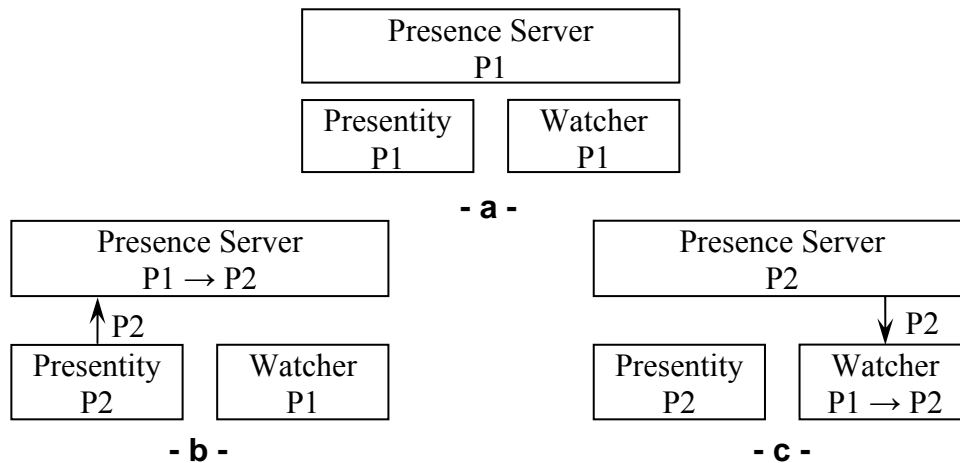 Presence Server
P1
Presentity
P1
Watcher
P1
- a -
Presence Server
P1 → P2
P2
Presentity
P2
Watcher
P1
- b -
Presence Server
P2
P2
Presentity
P2
Watcher
P1 → P2
- c -